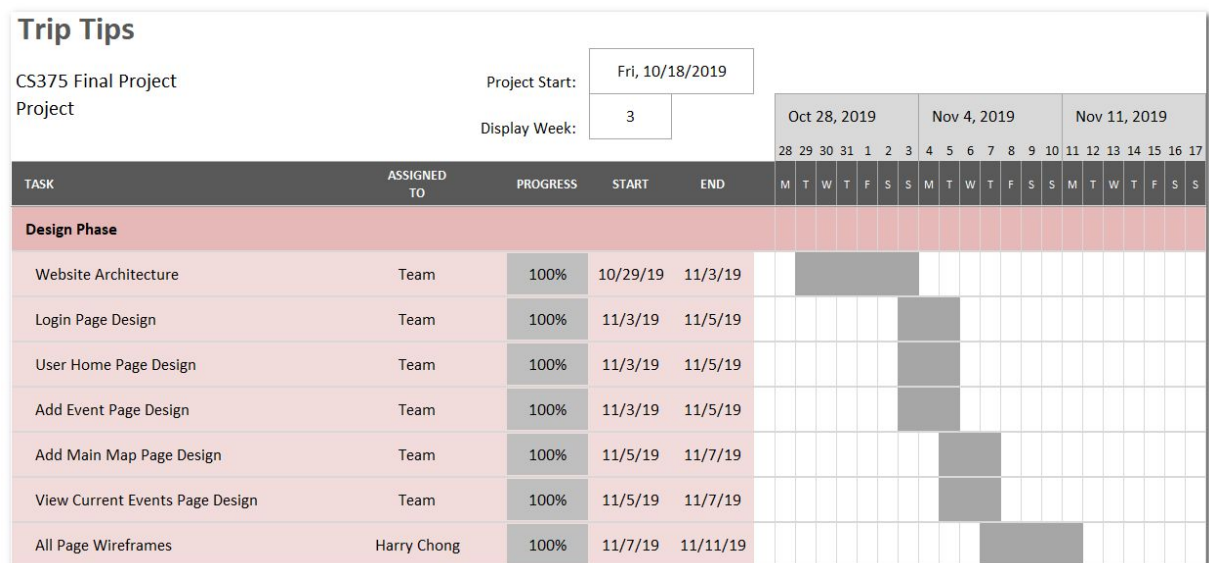 Trip Tips
CS375 Final Project
Project Start:
Fri, 10/18/2019
Project
Display Week:
3
Oct 28, 2019 Nov 4, 2019 Nov 11, 2019
28 29 30 31 1 2 3 4 5 6 7 8 9 10 11 12 13 14 15 16 17
TASK ASSIGNED TO PROGRESS START END M T W T F S S M T W T F S S M T W T F S S
Design Phase
Website Architecture Team 100% 10/29/19 11/3/19
Login Page Design Team 100% 11/3/19 11/5/19
User Home Page Design Team 100% 11/3/19 11/5/19
Add Event Page Design Team 100% 11/3/19 11/5/19
Add Main Map Page Design Team 100% 11/5/19 11/7/19
View Current Events Page Design Team 100% 11/5/19 11/7/19
All Page Wireframes Harry Chong 100% 11/7/19 11/11/19